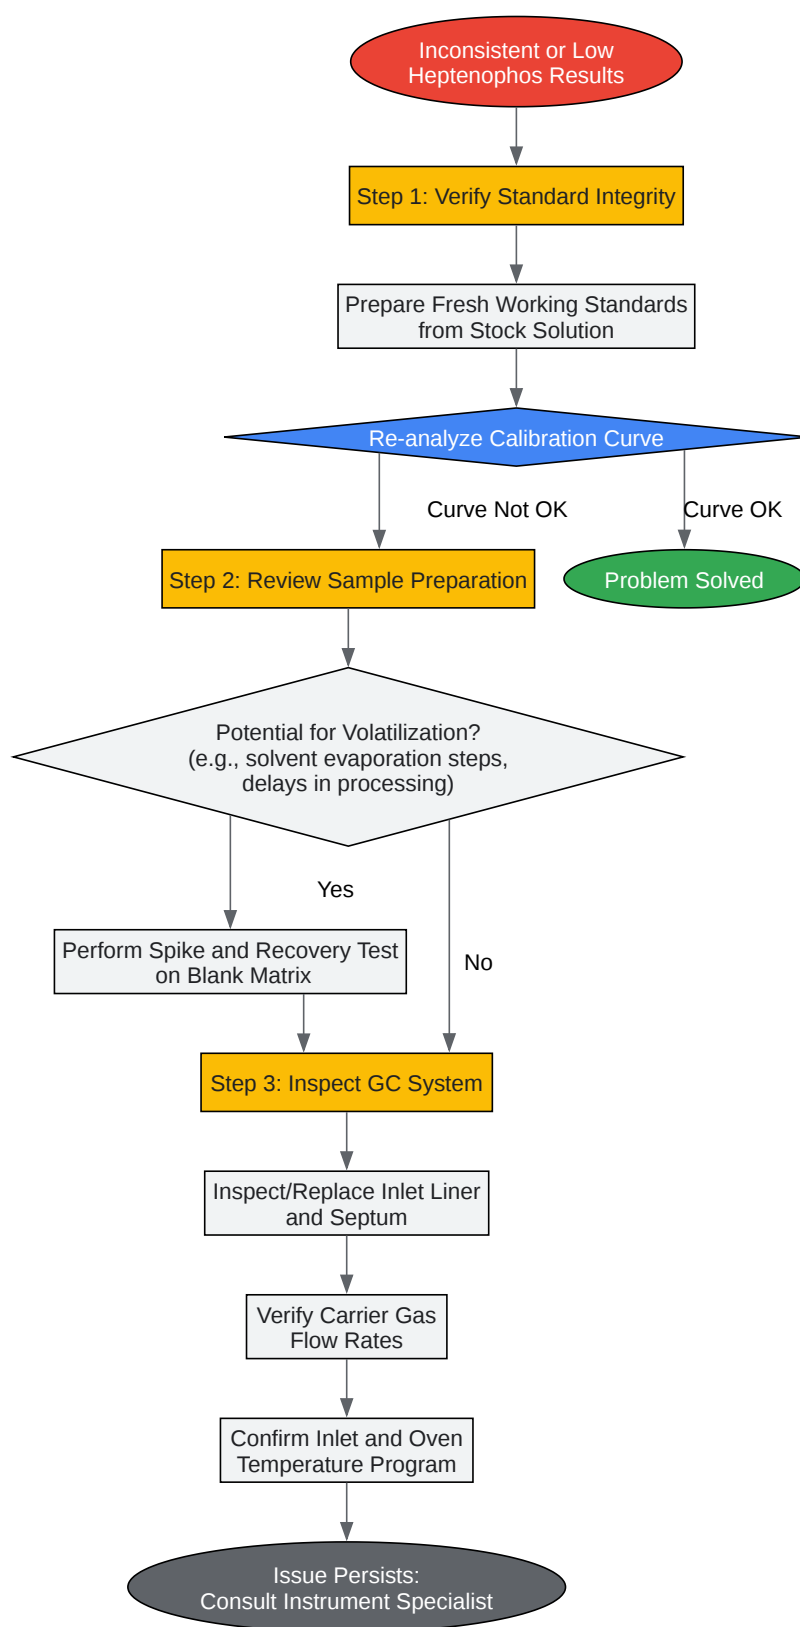 Inconsistent or Low
Heptenophos Results
Step 1: Verify Standard Integrity
Prepare Fresh Working Standards
from Stock Solution
Re-analyze Calibration Curve
Curve Not OK
Curve OK
Step 2: Review Sample Preparation
Problem Solved
Potential for Volatilization?
(e.g., solvent evaporation steps,
delays in processing)
Yes
Perform Spike and Recovery Test
on Blank Matrix
No
Step 3: Inspect GC System
Inspect/Replace Inlet Liner
and Septum
Verify Carrier Gas
Flow Rates
Confirm Inlet and Oven
Temperature Program
Issue Persists:
Consult Instrument Specialist